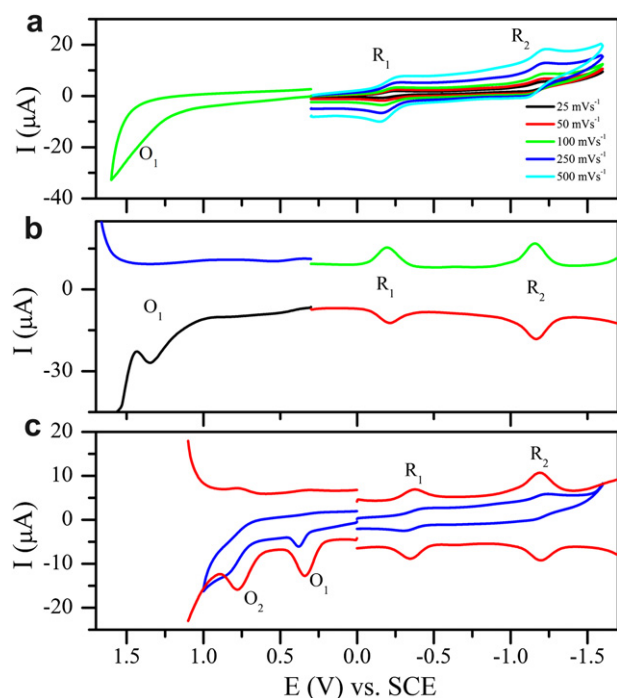 a
20
0
-20
-40
I (μA)
R₁
R₂
O₁
25 mVs⁻¹
50 mVs⁻¹
100 mVs⁻¹
250 mVs⁻¹
500 mVs⁻¹
b
0
-30
I (μA)
O₁
R₁
R₂
c
20
10
0
-10
-20
I (μA)
R₁
R₂
O₂
O₁
1.5 1.0 0.5 0.0 -0.5 -1.0 -1.5
E (V) vs. SCE